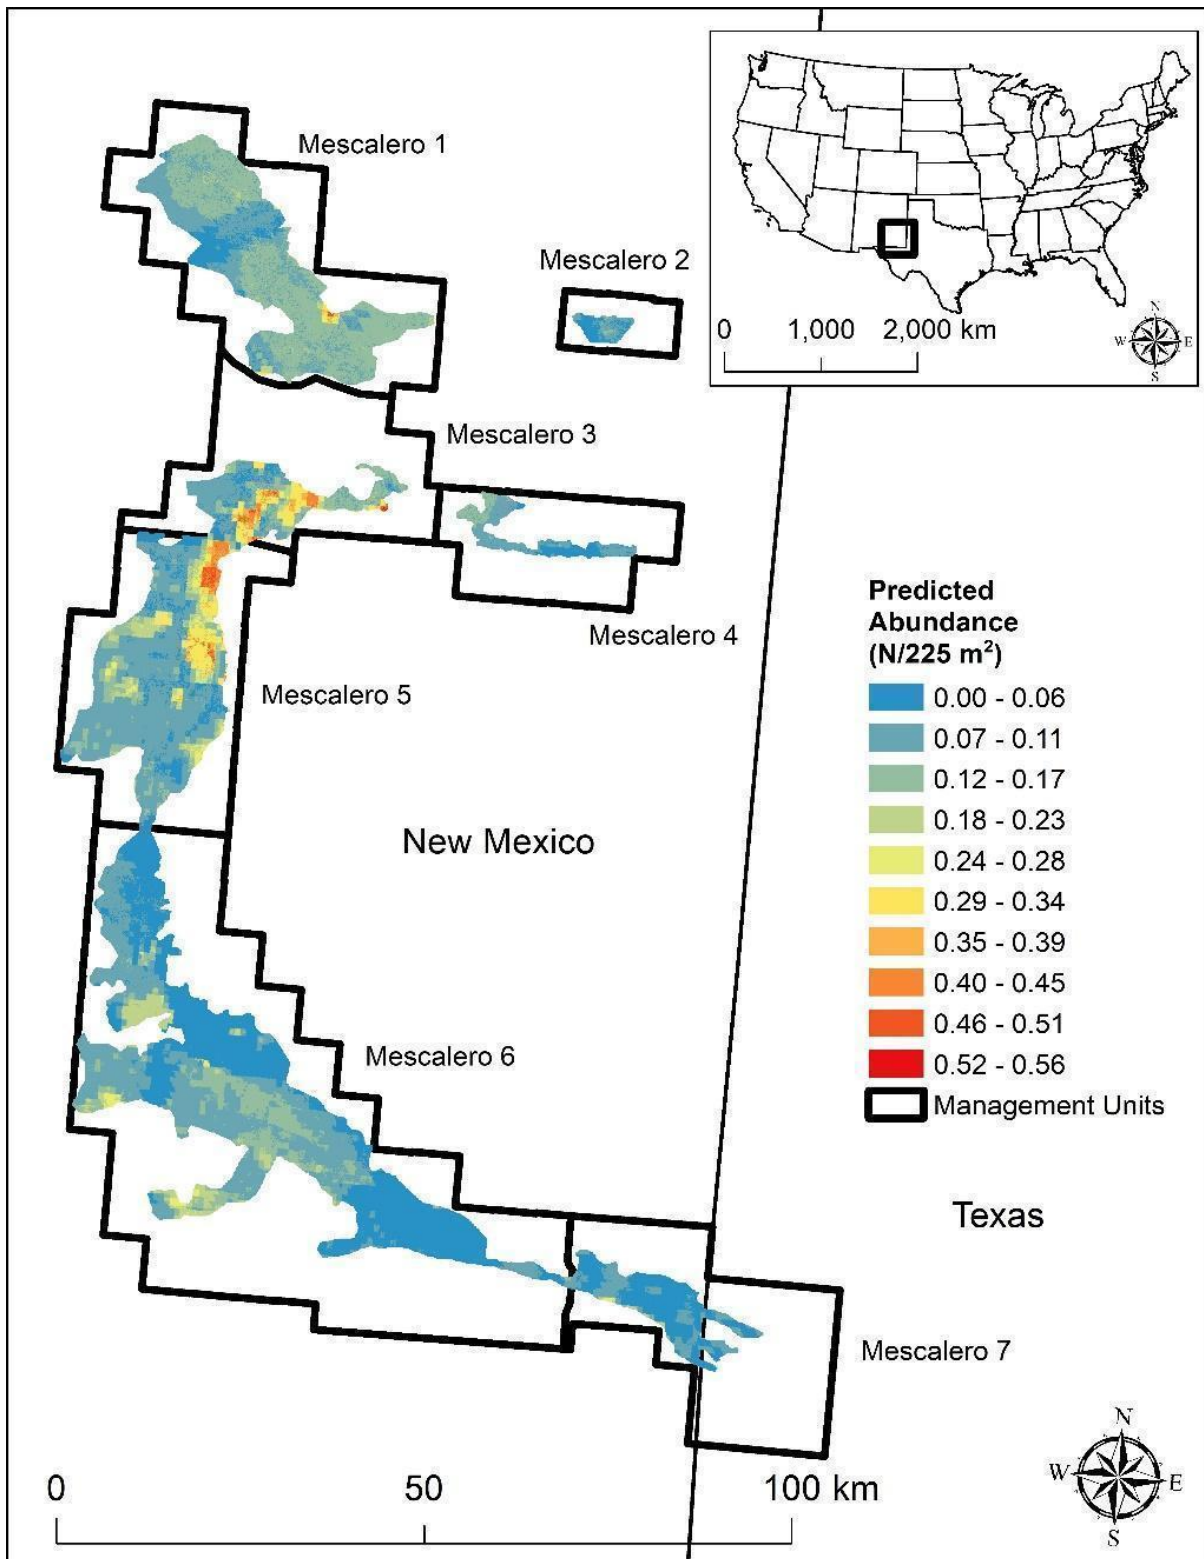 Mescalero 1
Mescalero 2
0 1,000 2,000 km
N
W E
S
Mescalero 3
Mescalero 4
Predicted
Abundance
(N/225 m²)
0.00 - 0.06
0.07 - 0.11
0.12 - 0.17
0.18 - 0.23
0.24 - 0.28
0.29 - 0.34
0.35 - 0.39
0.40 - 0.45
0.46 - 0.51
0.52 - 0.56
Management Units
Mescalero 5
New Mexico
Mescalero 6
Texas
Mescalero 7
0 50 100 km
N
W E
S